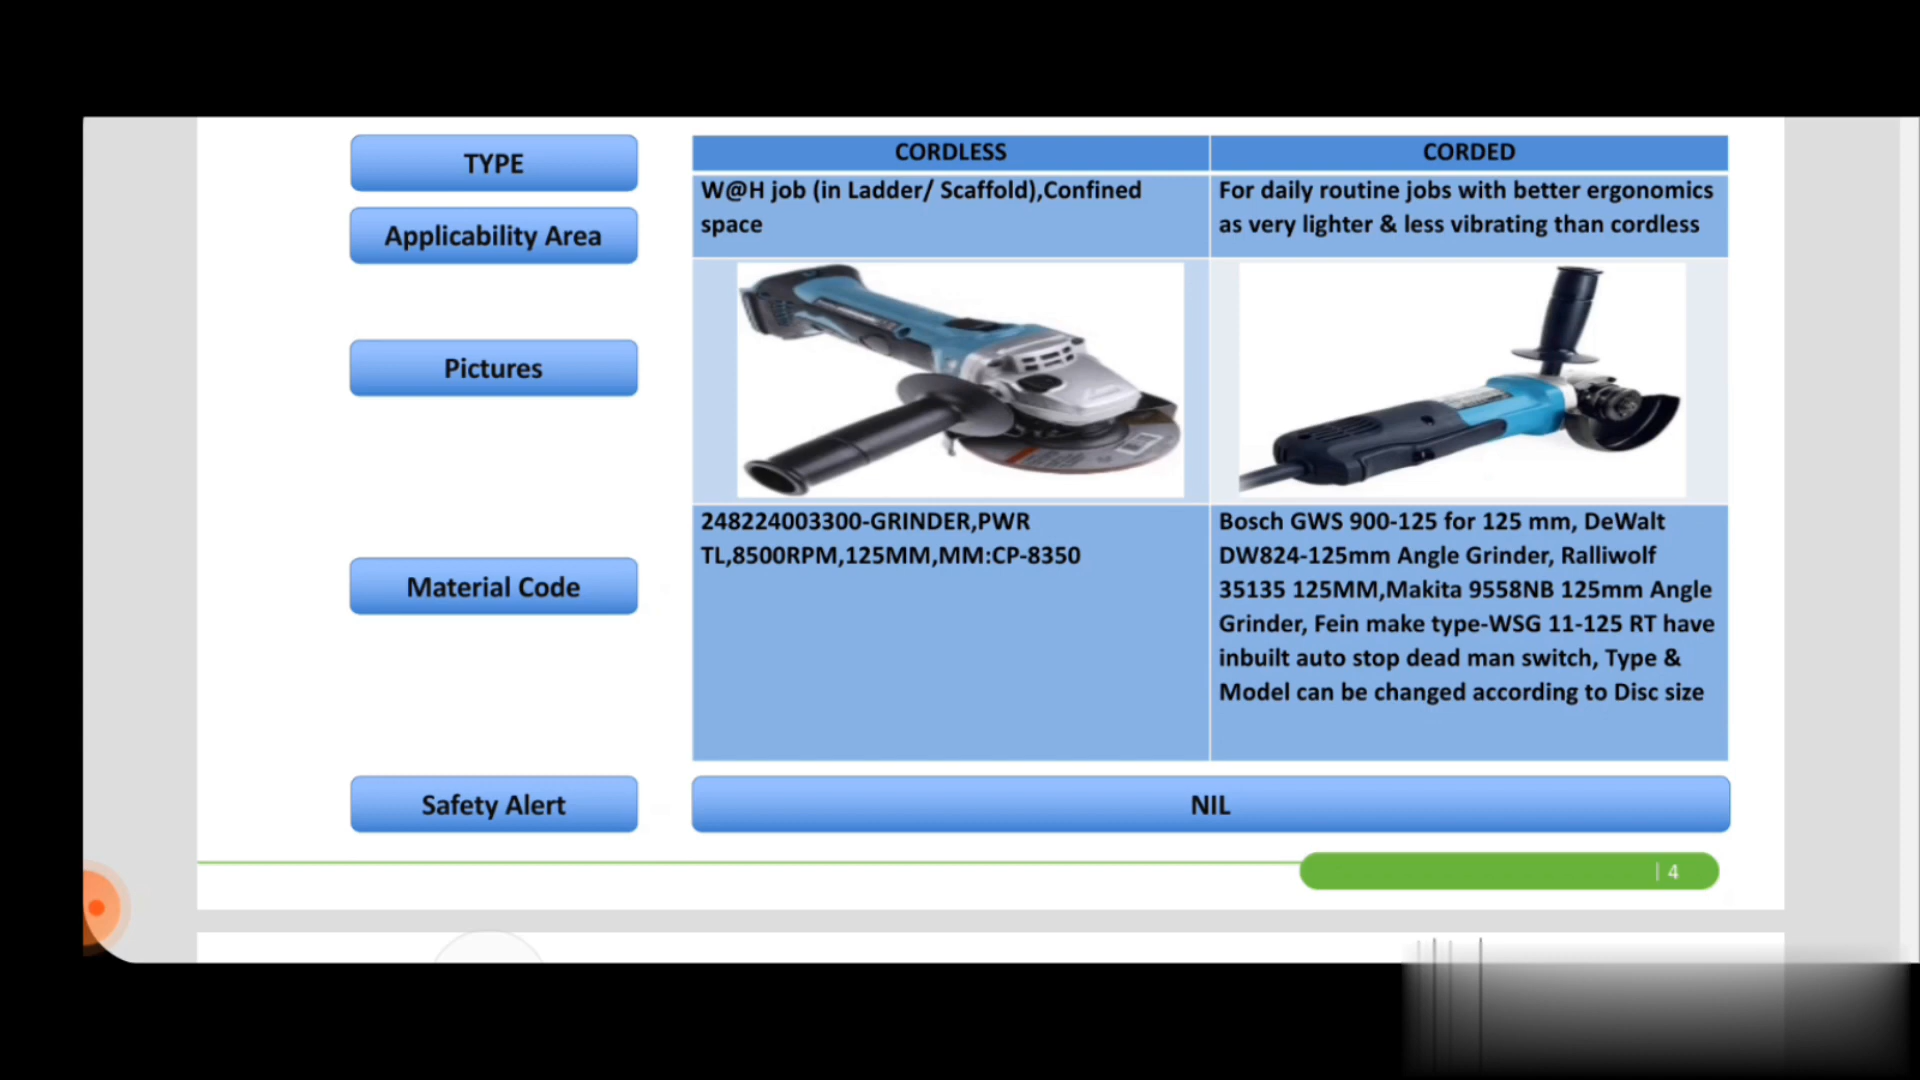 TYPE
CORDLESS
CORDED
Applicability Area
W@H job (in Ladder/ Scaffold),Confined
space
For daily routine jobs with better ergonomics
as very lighter & less vibrating than cordless
Pictures
Material Code
248224003300-GRINDER,PWR
TL,8500RPM,125MM,MM:CP-8350
Bosch GWS 900-125 for 125 mm, DeWalt
DW824-125mm Angle Grinder, Ralliwolf
35135 125MM,Makita 9558NB 125mm Angle
Grinder, Fein make type-WSG 11-125 RT have
inbuilt auto stop dead man switch, Type &
Model can be changed according to Disc size
Safety Alert
NIL
| 4